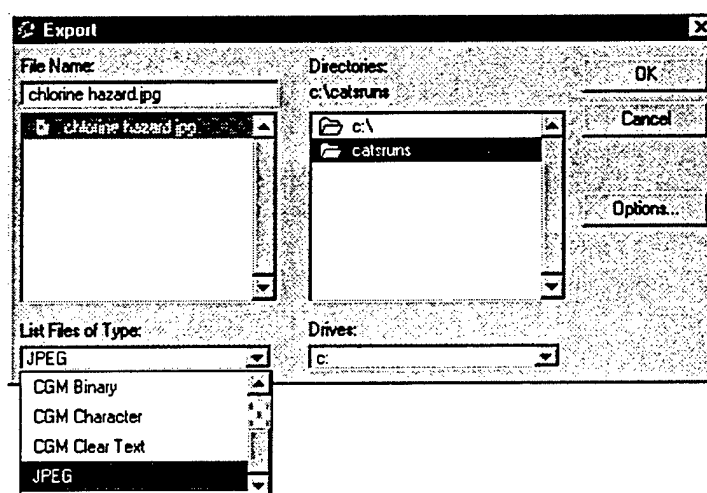 Export
File Name:
chlorine hazard.jpg
chlorine hazard.jpg
Directories:
c:\catsruns
c:\
catsruns
OK
Cancel
Options...
List Files of Type:
JPEG
CGM Binary
CGM Character
CGM Clear Text
JPEG
Drives:
c: